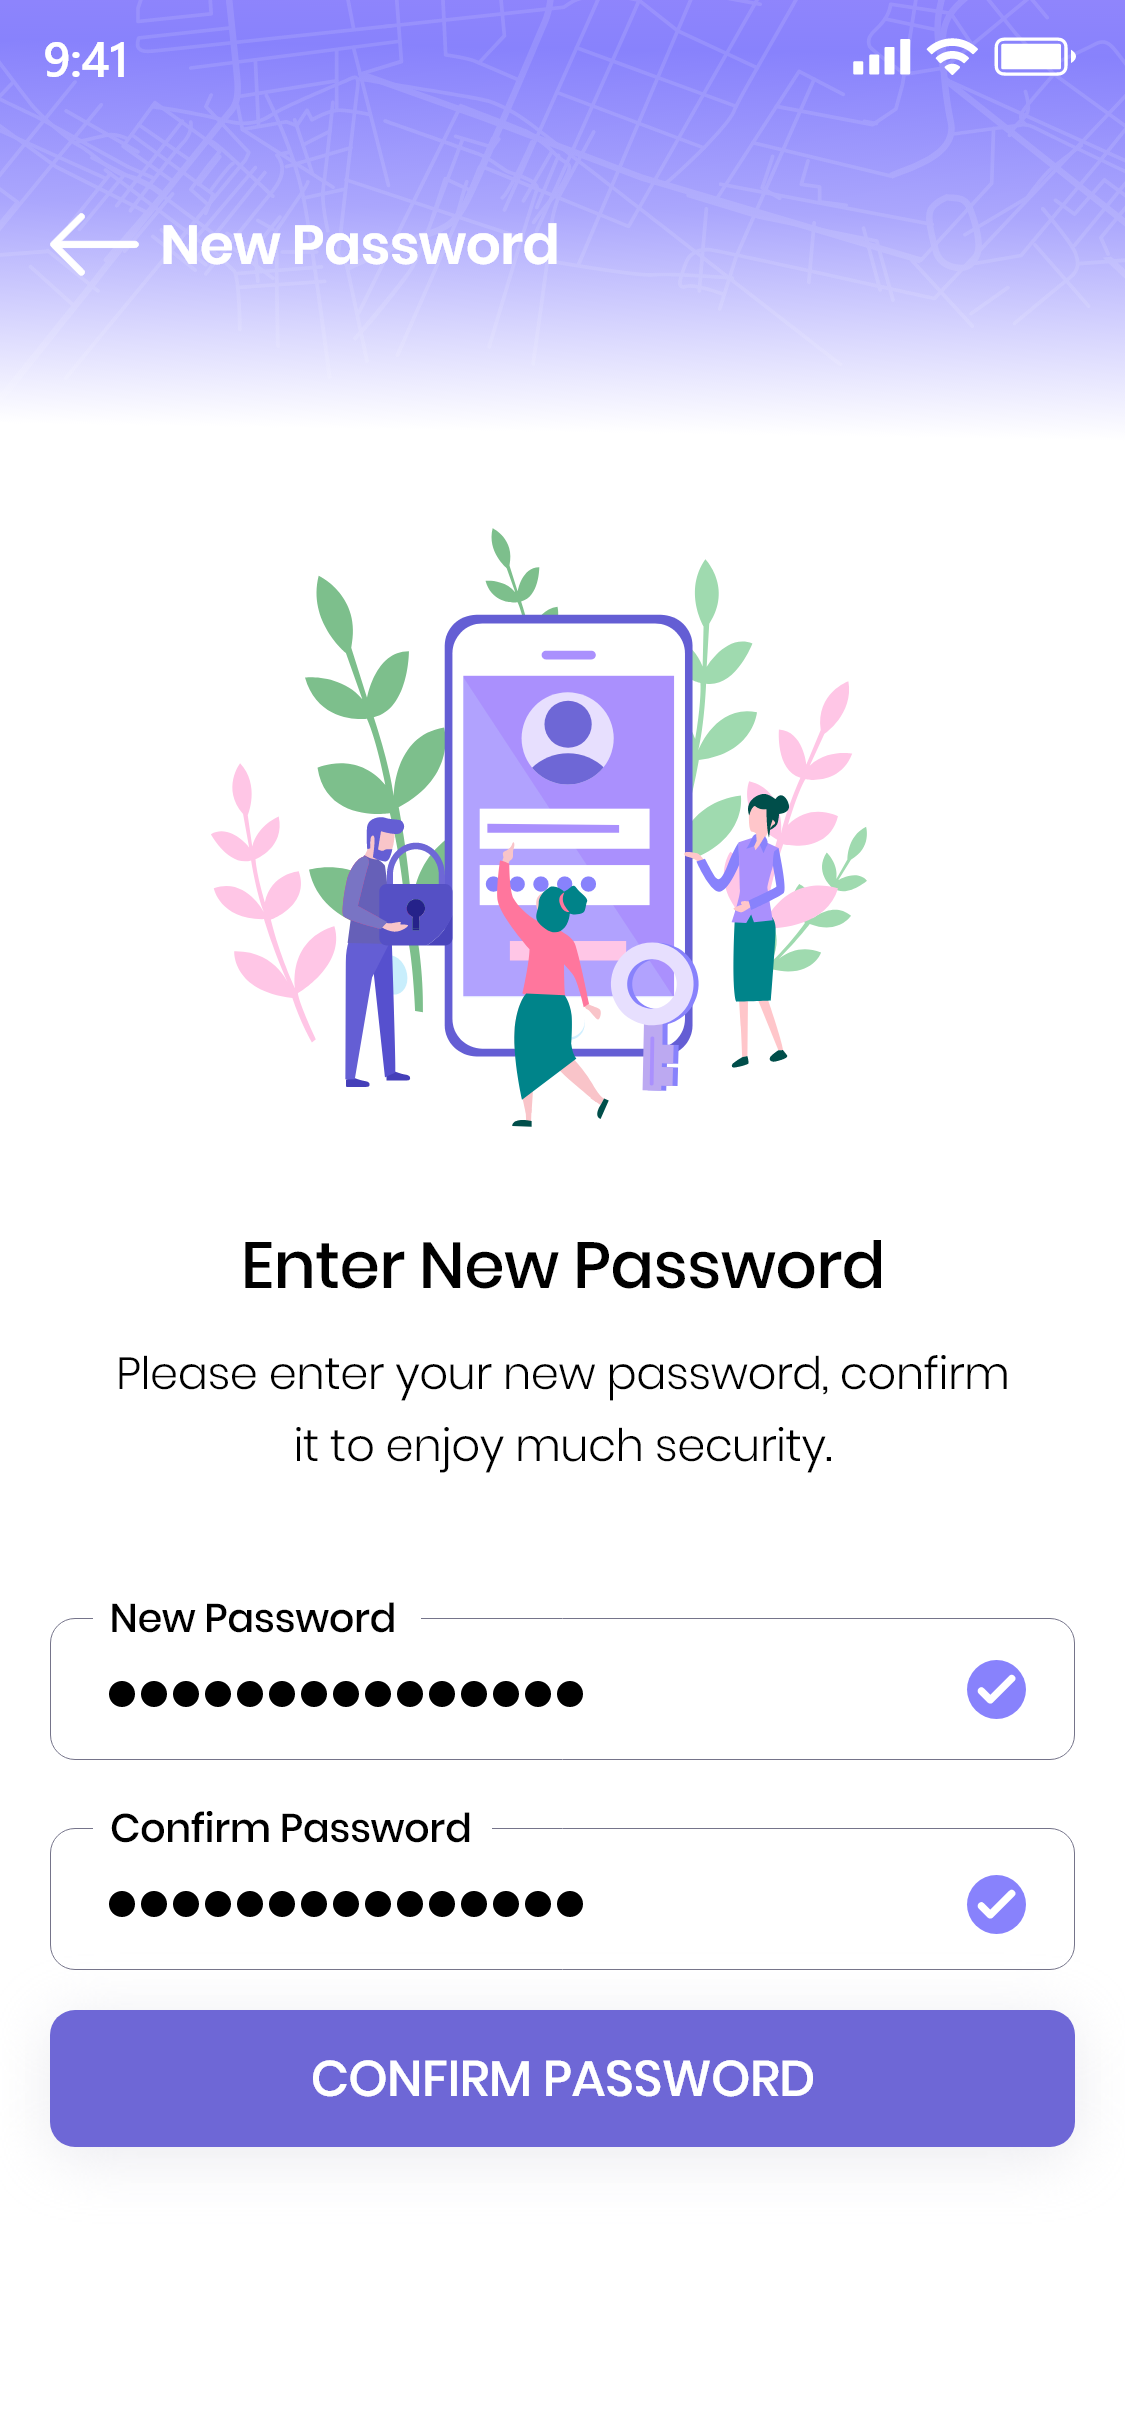 9:41
New Password
Enter New Password
Please enter your new password, confirm
it to enjoy much security.
New Password
●●●●●●●●●●●●●●●
Confirm Password
●●●●●●●●●●●●●●●
CONFIRM PASSWORD